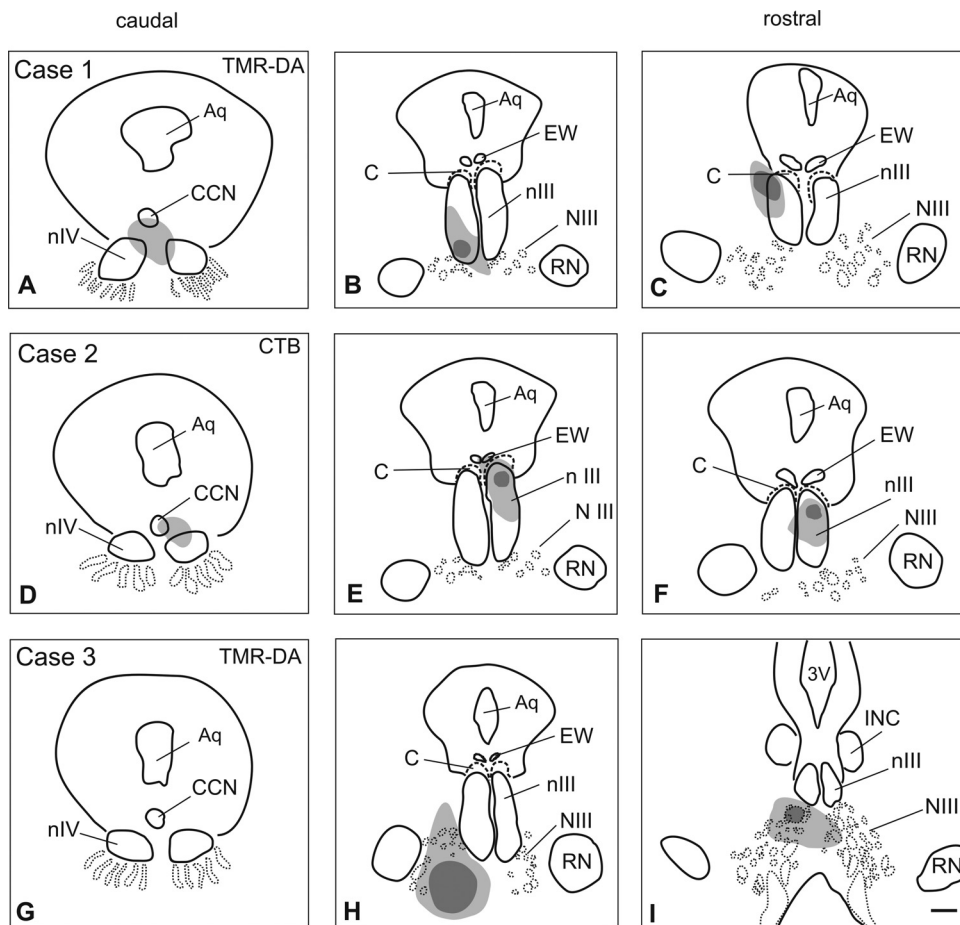 caudal
rostral
Case 1
TMR-DA
Aq
CCN
nIV
A
Aq
EW
C
nIII
NIII
RN
B
Aq
EW
C
nIII
NIII
RN
C
Case 2
CTB
Aq
CCN
nIV
D
Aq
EW
C
n III
N III
RN
E
Aq
EW
C
nIII
NIII
RN
F
Case 3
TMR-DA
Aq
CCN
nIV
G
Aq
EW
C
nIII
NIII
RN
H
3V
INC
nIII
NIII
RN
I